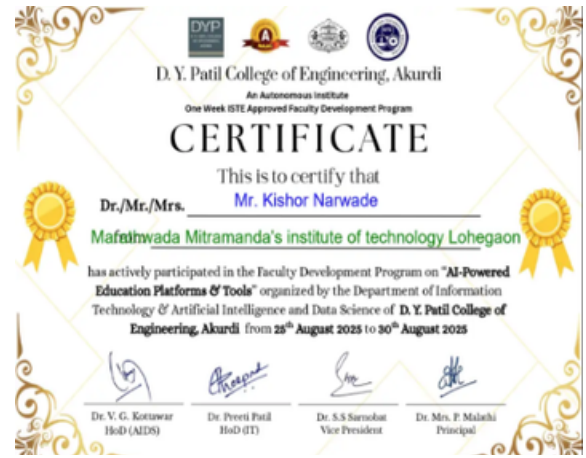 DYP
D. Y. Patil College of Engineering, Akurdi
An Autonomous Institute
One Week ISTE Approved Faculty Development Program
CERTIFICATE
This is to certify that
Dr./Mr./Mrs. Mr. Kishor Narwade
Marathwada Mitramanda's institute of technology Lohegaon
has actively participated in the Faculty Development Program on "AI-Powered
Education Platforms & Tools" organized by the Department of Information
Technology & Artificial Intelligence and Data Science of D. Y. Patil College of
Engineering, Akurdi from 25th August 2025 to 30th August 2025
Dr. V. G. Kottawar
Dr. Preeti Patil
Dr. S.S Sarnobat
Dr. Mrs. P. Malathi
HoD (AIDS)
HoD (IT)
Vice President
Principal